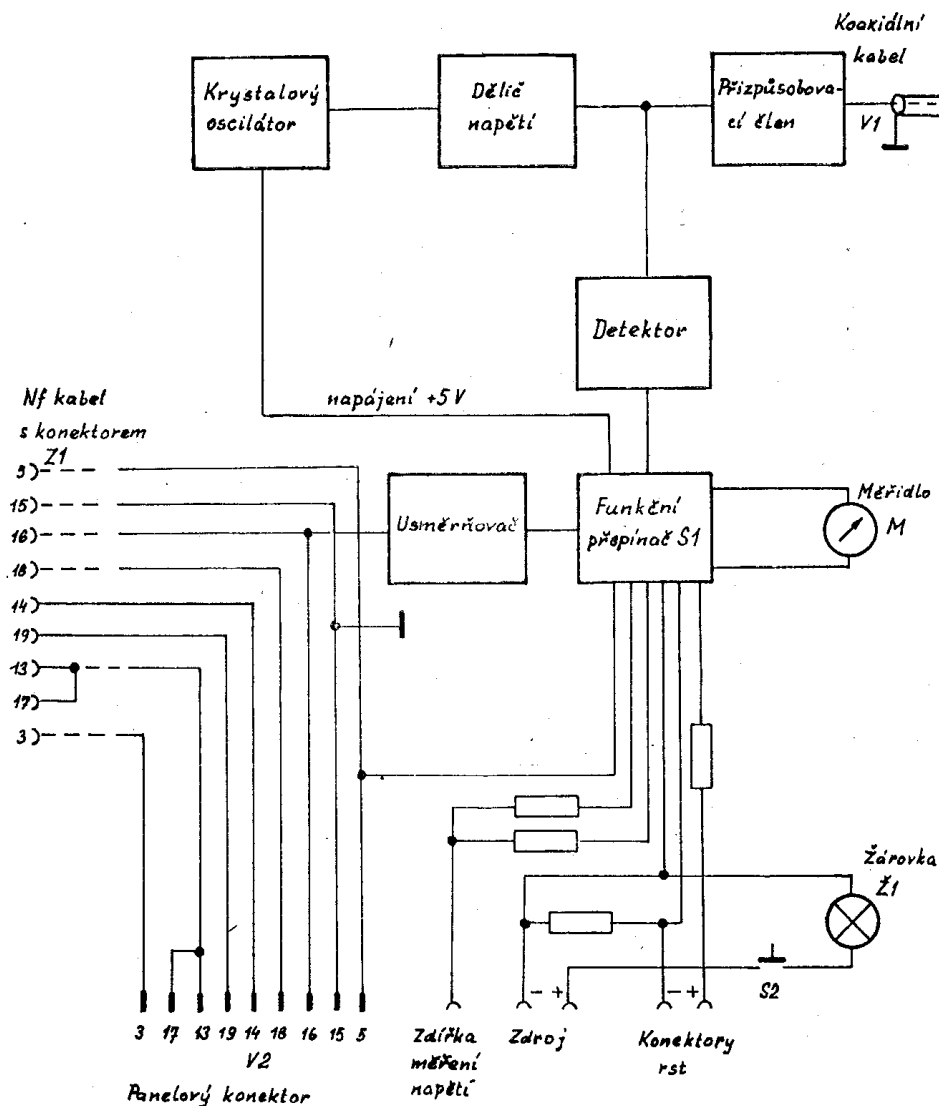 Koaxiální
kabel
Krystalový
oscilátor
Dělič
napětí
Přizpůsobova-
cí člen
V1
Detektor
napájení +5 V
Nf kabel
s konektorem
Z1
5
15
16
18
14
19
13
17
3
Usměrňovač
Funkční
přepínač S1
Měřidlo
M
Žárovka
Ž1
S2
- +
- +
3 17 13 19 14 18 16 15 5
V2
Panelový konektor
Zdířka
měření
napětí
Zdroj
Konektory
rst